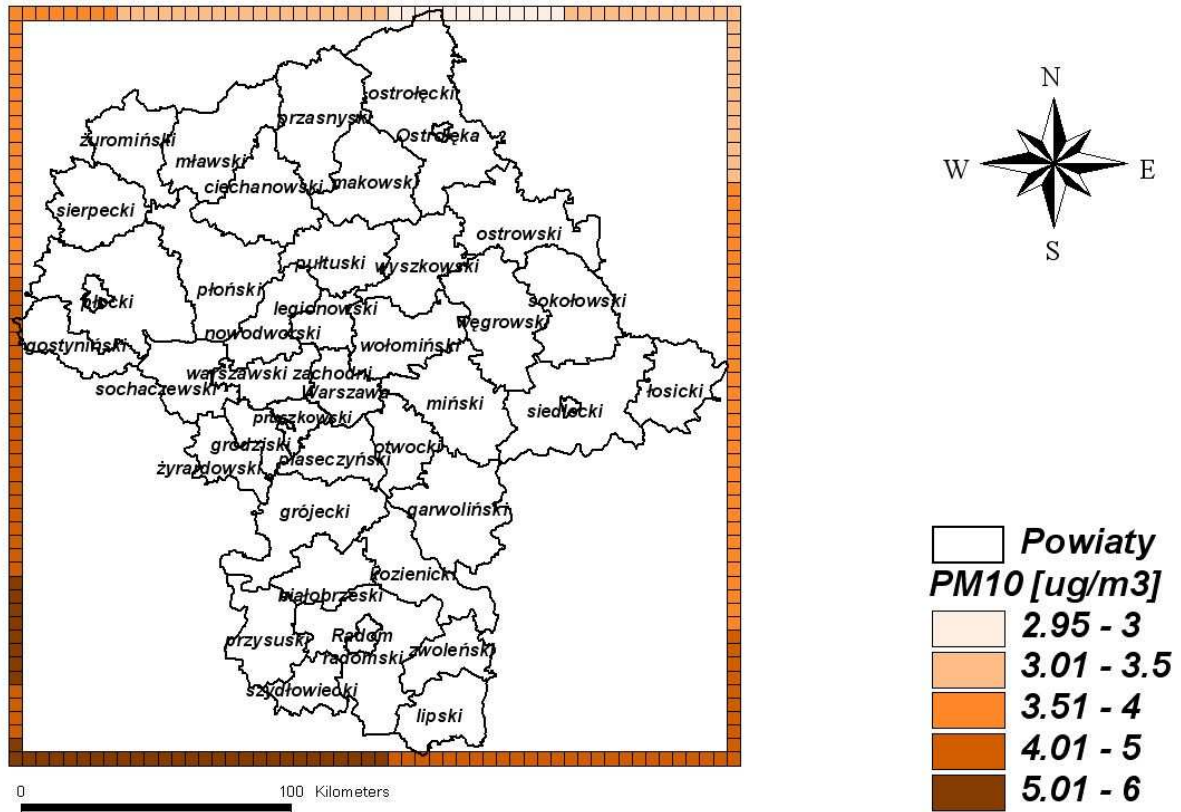 ostrołęcki
N
przasnyski
Ostrołęka
żuromiński
mławski
W
E
ciechanowski
makowski
sierpecki
ostrowski
S
pułtuski
wyszkowski
płoński
sokołowski
płocki
legionowski
węgrowski
nowodworski
gostyniński
wołomiński
warszawski zachodni
sochaczewski
Warszawa
łosicki
miński
siedlecki
pruszkowski
grodziski
otwocki
piaseczyński
żyrardowski
grójecki
garwoliński
Powiaty
kozienicki
PM10 [ug/m3]
białobrzeski
2.95 - 3
przysuski
Radom
zwoleński
radomski
3.01 - 3.5
szydłowiecki
3.51 - 4
lipski
4.01 - 5
5.01 - 6
0
100 Kilometers